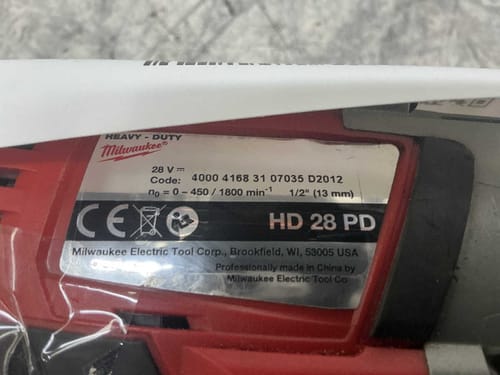 HEAVY - DUTY
Milwaukee®
28 V
Code: 4000 4168 31 07035 D2012
n₀ = 0 – 450 / 1800 min⁻¹ 1/2" (13 mm)
CE HD 28 PD
Milwaukee Electric Tool Corp., Brookfield, WI, 53005 USA
Professionally made in China by
Milwaukee Electric Tool Co